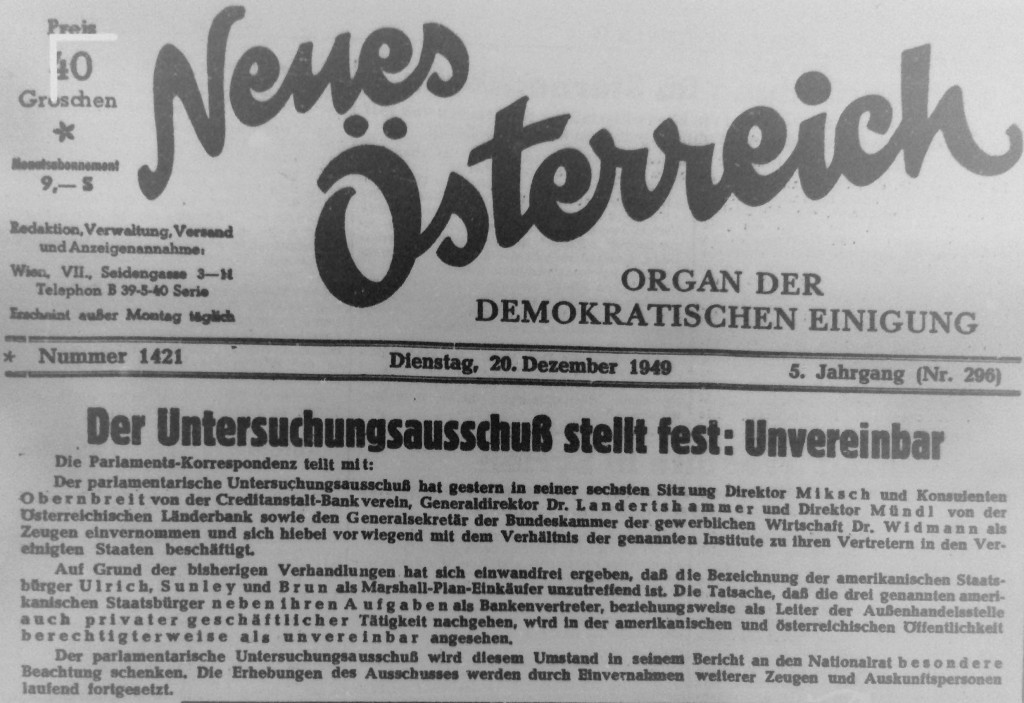 Preis
40
Groschen
*
Monatsabonnement
9,— S
Redaktion, Verwaltung, Versand
und Anzeigenannahme:
Wien, VII., Seidengasse 3—11
Telephon B 39-5-40 Serie
Erscheint außer Montag täglich
Neues
Österreich
ORGAN DER
DEMOKRATISCHEN EINIGUNG
* Nummer 1421 Dienstag, 20. Dezember 1949 5. Jahrgang (Nr. 296)
Der Untersuchungsausschuß stellt fest: Unvereinbar
Die Parlaments-Korrespondenz teilt mit:
Der parlamentarische Untersuchungsausschuß hat gestern in seiner sechsten Sitzung Direktor Miksch und Konsulenten
Obernbreit von der Creditanstalt-Bankverein, Generaldirektor Dr. Landertshammer und Direktor Mündl von der
Österreichischen Länderbank sowie den Generalsekretär der Bundeskammer der gewerblichen Wirtschaft Dr. Widmann als
Zeugen einvernommen und sich hiebei vorwiegend mit dem Verhältnis der genannten Institute zu ihren Vertretern in den Ver-
einigten Staaten beschäftigt.
Auf Grund der bisherigen Verhandlungen hat sich einwandfrei ergeben, daß die Bezeichnung der amerikanischen Staats-
bürger Ulrich, Sunley und Brun als Marshall-Plan-Einkäufer unzutreffend ist. Die Tatsache, daß die drei genannten ameri-
kanischen Staatsbürger neben ihren Aufgaben als Bankenvertreter, beziehungsweise als Leiter der Außenhandelsstelle
auch privater geschäftlicher Tätigkeit nachgehen, wird in der amerikanischen und österreichischen Öffentlichkeit
berechtigterweise als unvereinbar angesehen.
Der parlamentarische Untersuchungsausschuß wird diesem Umstand in seinem Bericht an den Nationalrat besondere
Beachtung schenken. Die Erhebungen des Ausschusses werden durch Einvernahmen weiterer Zeugen und Auskunftspersonen
laufend fortgesetzt.